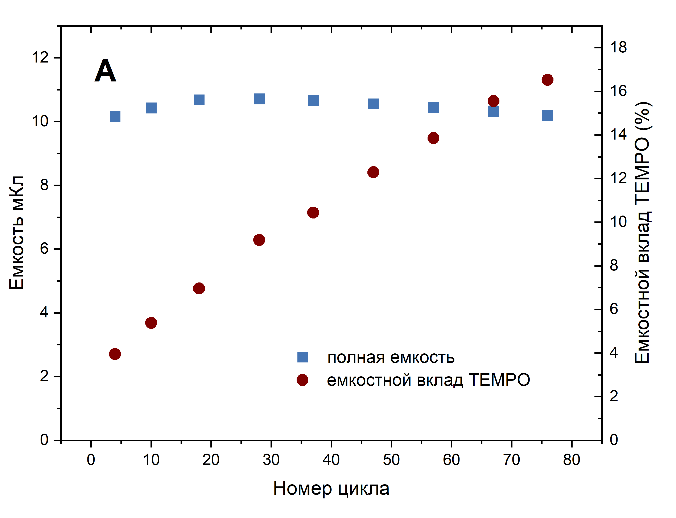 A
12
10
8
6
4
2
0
Емкость мКл
18
16
14
12
10
8
6
4
2
0
Емкостной вклад TEMPO (%)
полная емкость
емкостной вклад TEMPO
0 10 20 30 40 50 60 70 80
Номер цикла